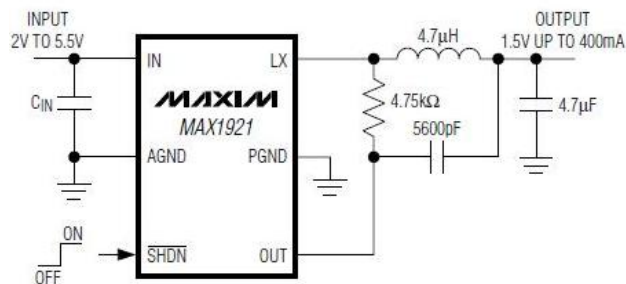 INPUT
2V TO 5.5V
OUTPUT
1.5V UP TO 400mA
4.7µH
IN
LX
CIN
MAXIM
MAX1921
4.75kΩ
5600pF
4.7µF
AGND
PGND
ON
OFF
SHDN
OUT